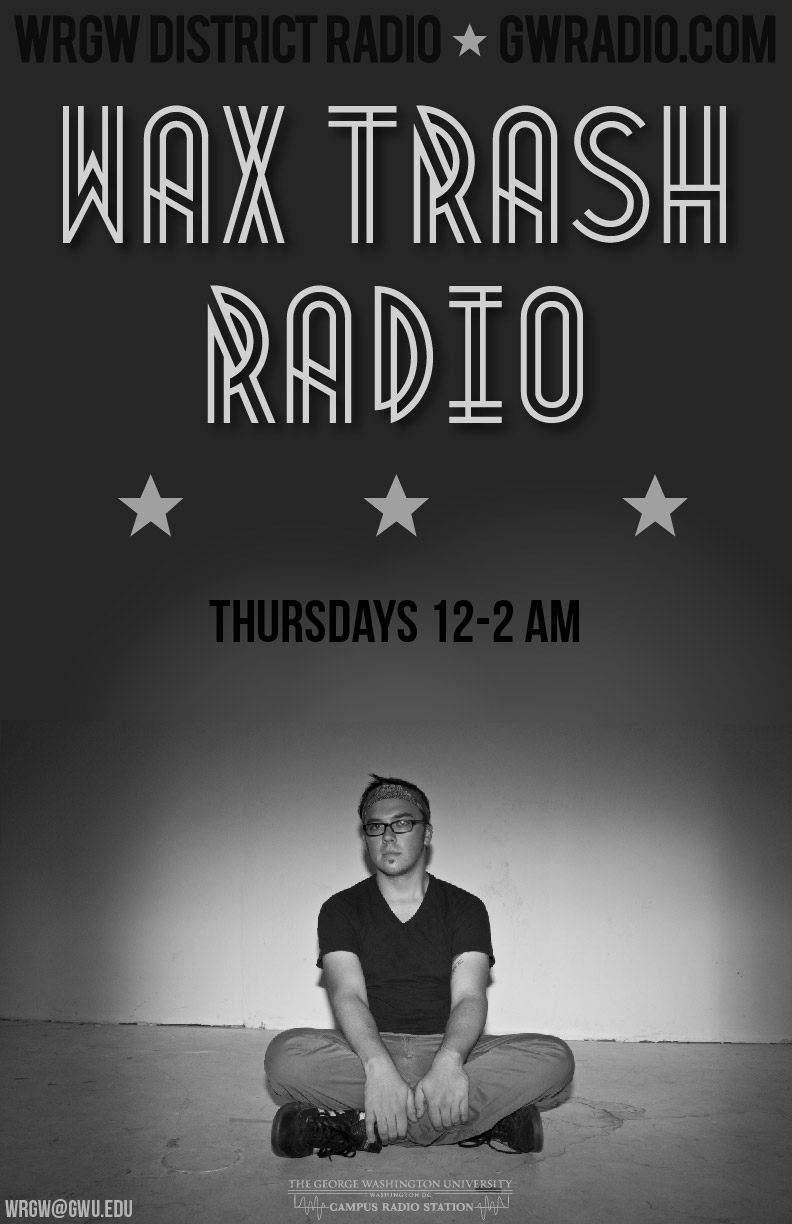 WRGW DISTRICT RADIO ★ GWRADIO.COM
WAX TRASH
RADIO
THURSDAYS 12-2 AM
THE GEORGE WASHINGTON UNIVERSITY
WASHINGTON DC
CAMPUS RADIO STATION
WRGW@GWU.EDU